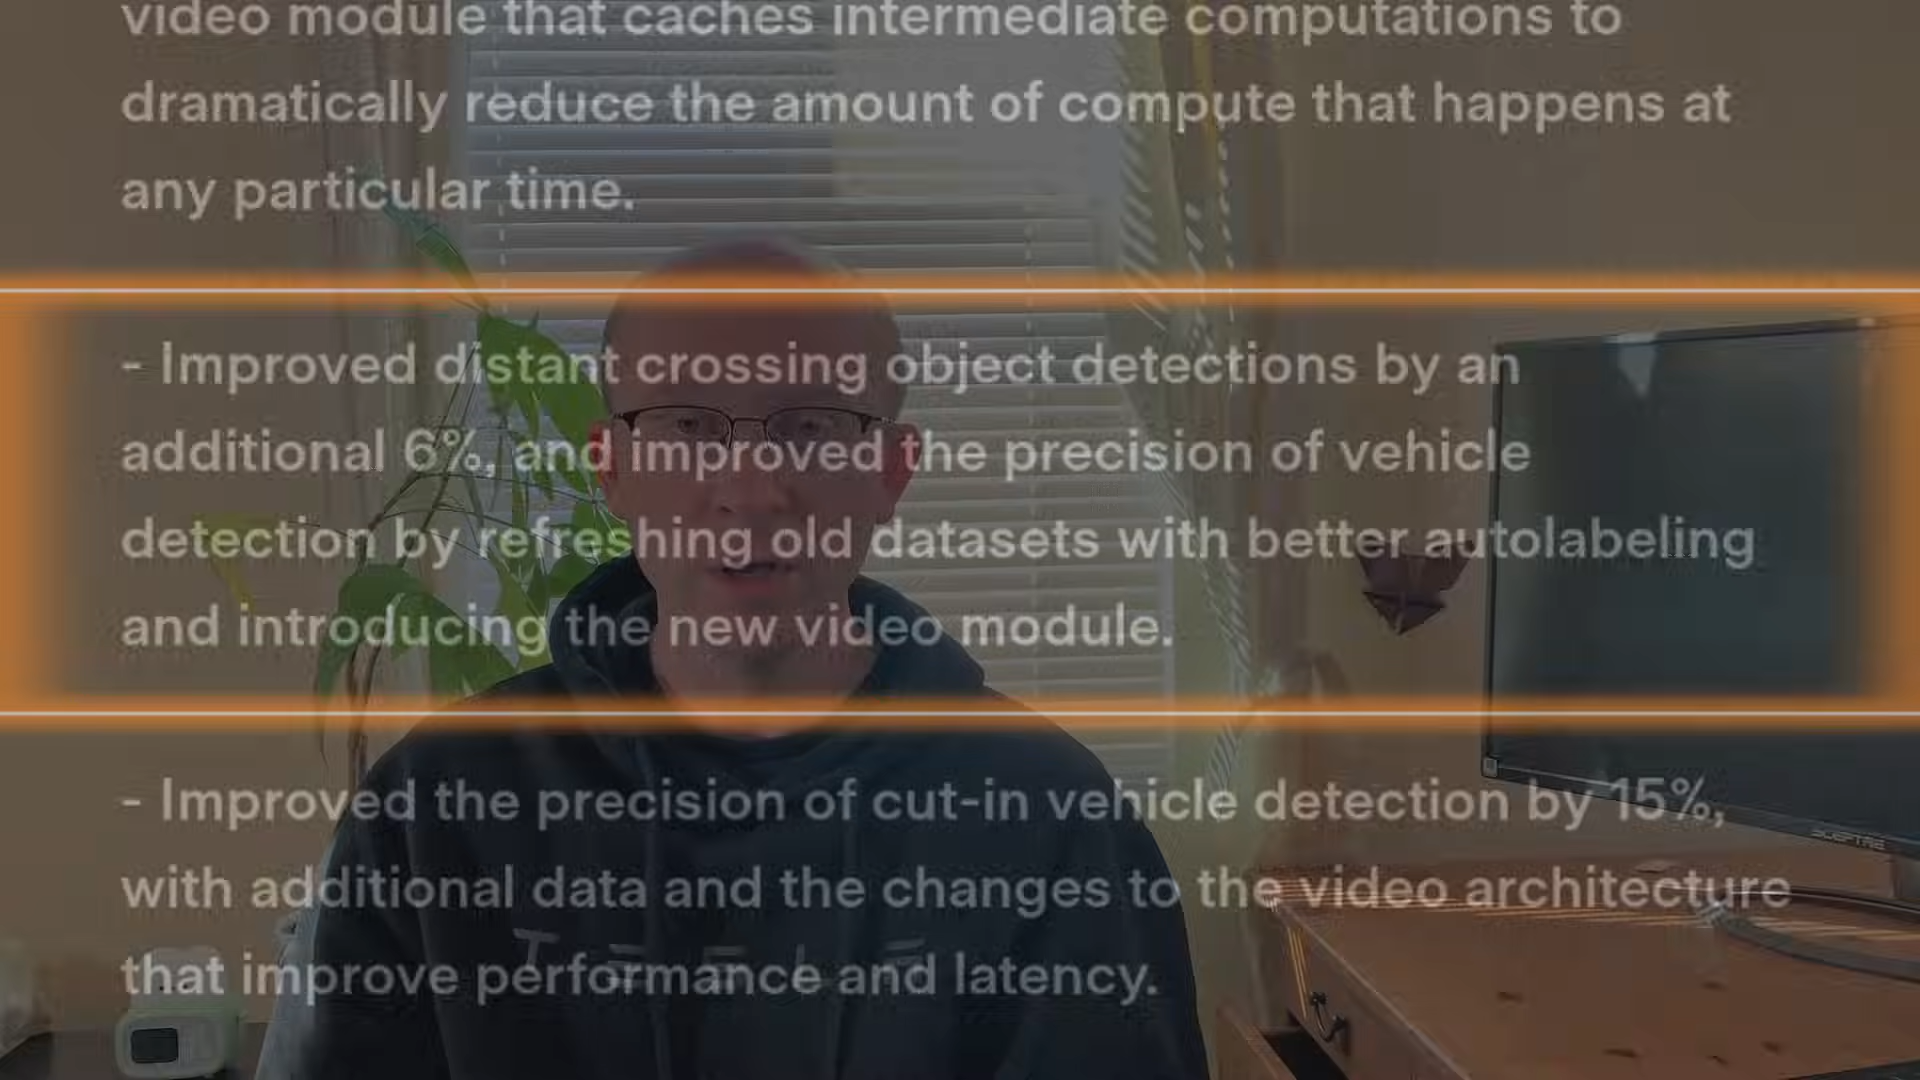 video module that caches intermediate computations to
dramatically reduce the amount of compute that happens at
any particular time.
- Improved distant crossing object detections by an
additional 6%, and improved the precision of vehicle
detection by refreshing old datasets with better autolabeling
and introducing the new video module.
- Improved the precision of cut-in vehicle detection by 15%,
with additional data and the changes to the video architecture
that improve performance and latency.
TESLA
SCEPTRE